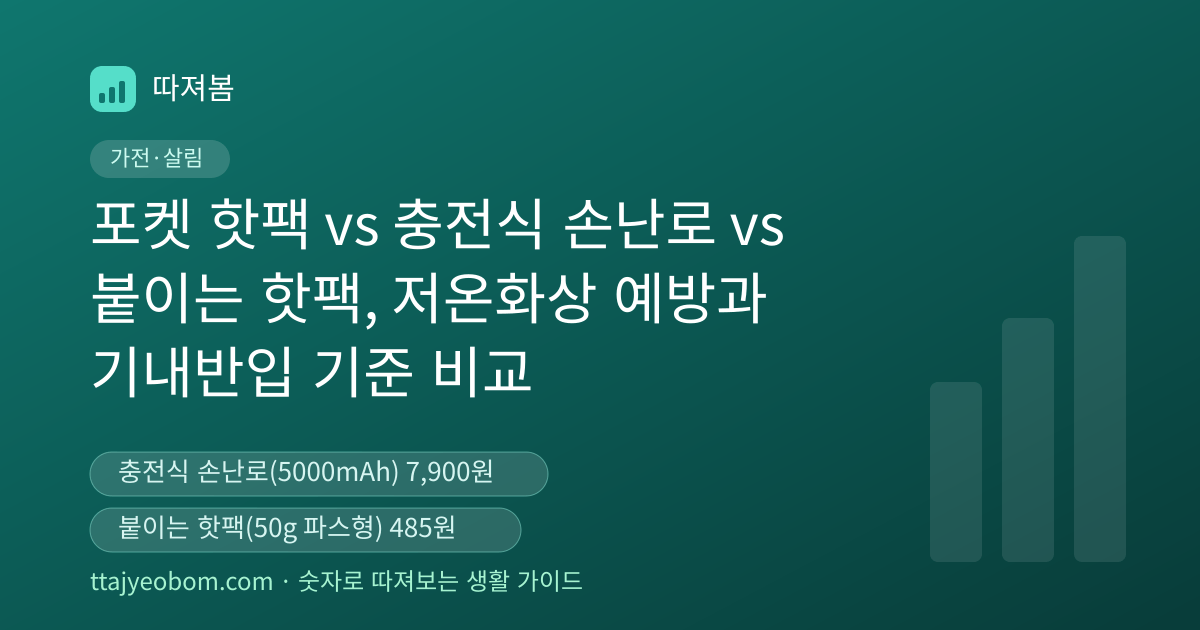 따져봄
가전·살림
포켓 핫팩 vs 충전식 손난로 vs
붙이는 핫팩, 저온화상 예방과
기내반입 기준 비교
충전식 손난로(5000mAh) 7,900원
붙이는 핫팩(50g 파스형) 485원
ttajyeobom.com · 숫자로 따져보는 생활 가이드